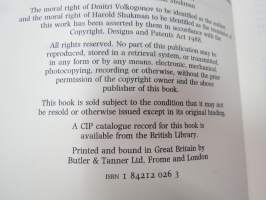 The moral right of Dmitri Volkogonov to be identified as the author
and the moral right of Harold Shukman to be identified as the translator of
this work has been asserted by them in accordance with the
Copyright, Designs and Patents Act 1988.
All rights reserved. No part of this publication may be
reproduced, stored in a retrieval system, or transmitted,
in any form or by any means, electronic, mechanical,
photocopying, recording or otherwise, without the prior
permission of the copyright owner and the above
publisher of this book.
This book is sold subject to the condition that it may not
be resold or otherwise issued except in its original binding.
A CIP catalogue record for this book is
available from the British Library.
Printed and bound in Great Britain by
Butler & Tanner Ltd, Frome and London
ISBN 1 84212 026 3